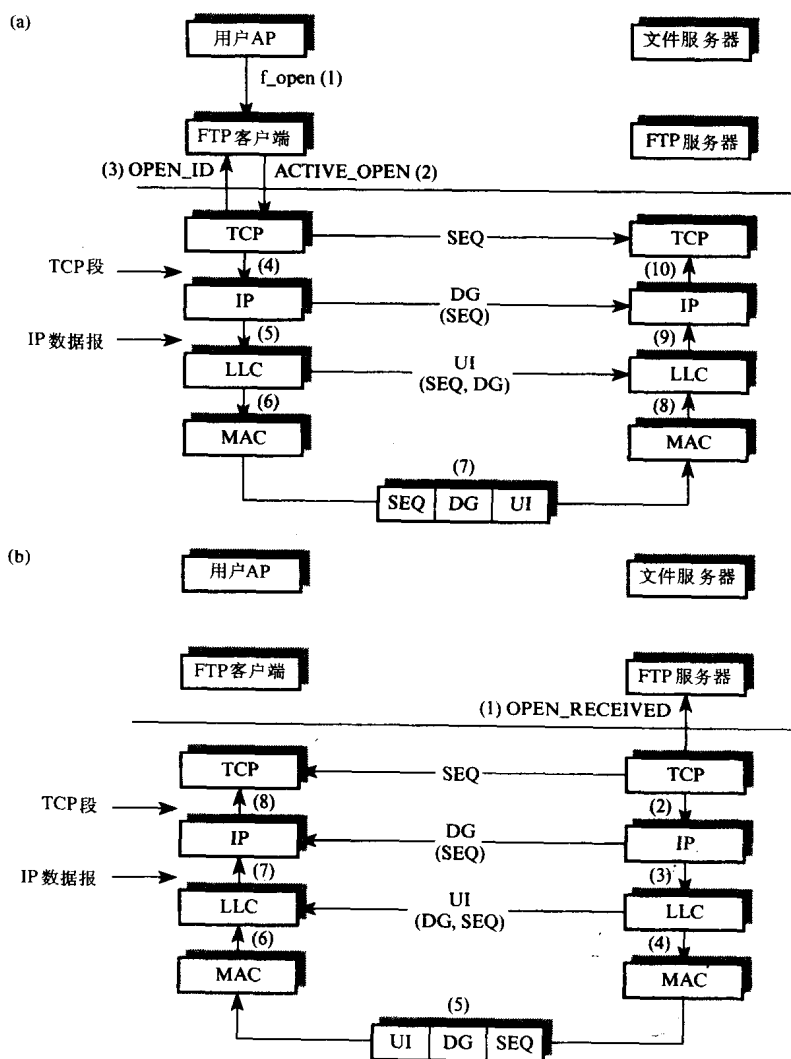 (a)
用户AP
文件服务器
f_open (1)
FTP客户端
FTP服务器
(3) OPEN_ID
ACTIVE_OPEN (2)
TCP
SEQ
TCP
TCP段
(4)
(10)
IP
DG
(SEQ)
IP
IP数据报
(5)
(9)
LLC
UI
(SEQ, DG)
LLC
(6)
(8)
MAC
MAC
(7)
SEQ DG UI
(b)
用户AP
文件服务器
FTP客户端
FTP服务器
(1) OPEN_RECEIVED
TCP
SEQ
TCP
TCP段
(8)
(2)
IP
DG
(SEQ)
IP
IP数据报
(7)
(3)
LLC
UI
(DG, SEQ)
LLC
(6)
(4)
MAC
MAC
(5)
UI DG SEQ